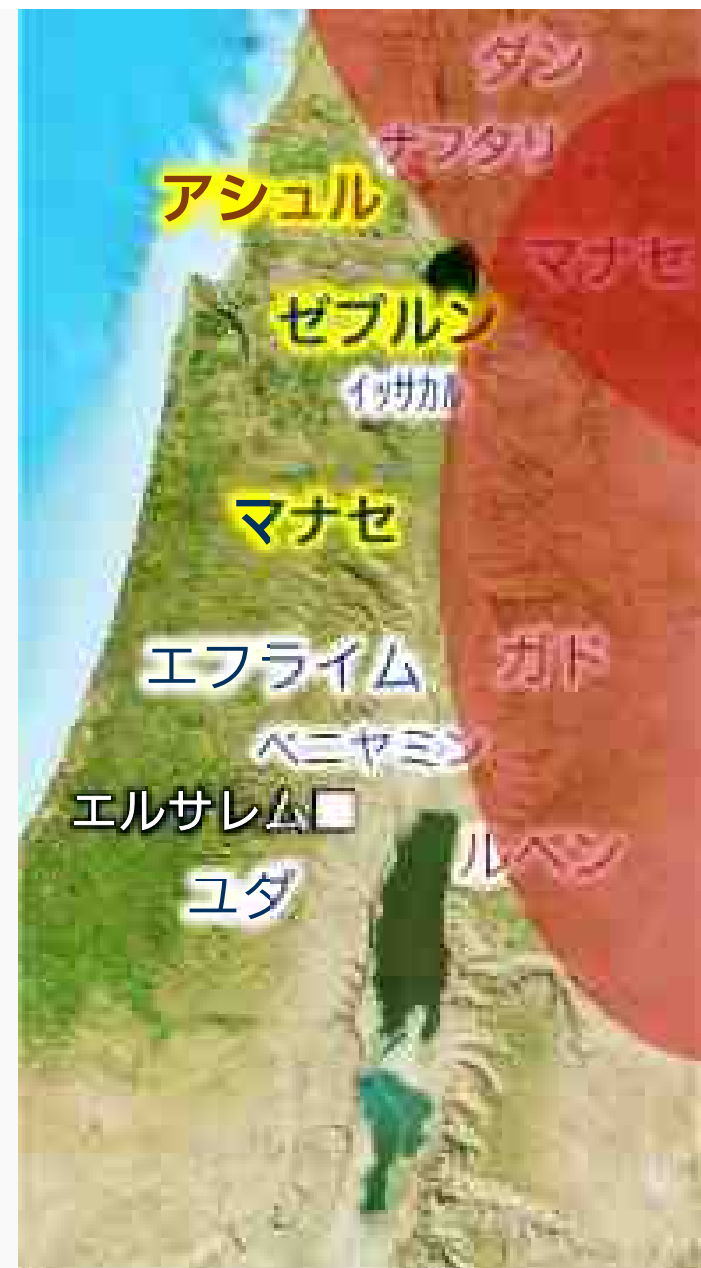 ダン
ナフタリ
アシュル
マナセ
ゼブルン
イッサカル
マナセ
エフライム
ガド
ベニヤミン
エルサレム
ルベン
ユダ